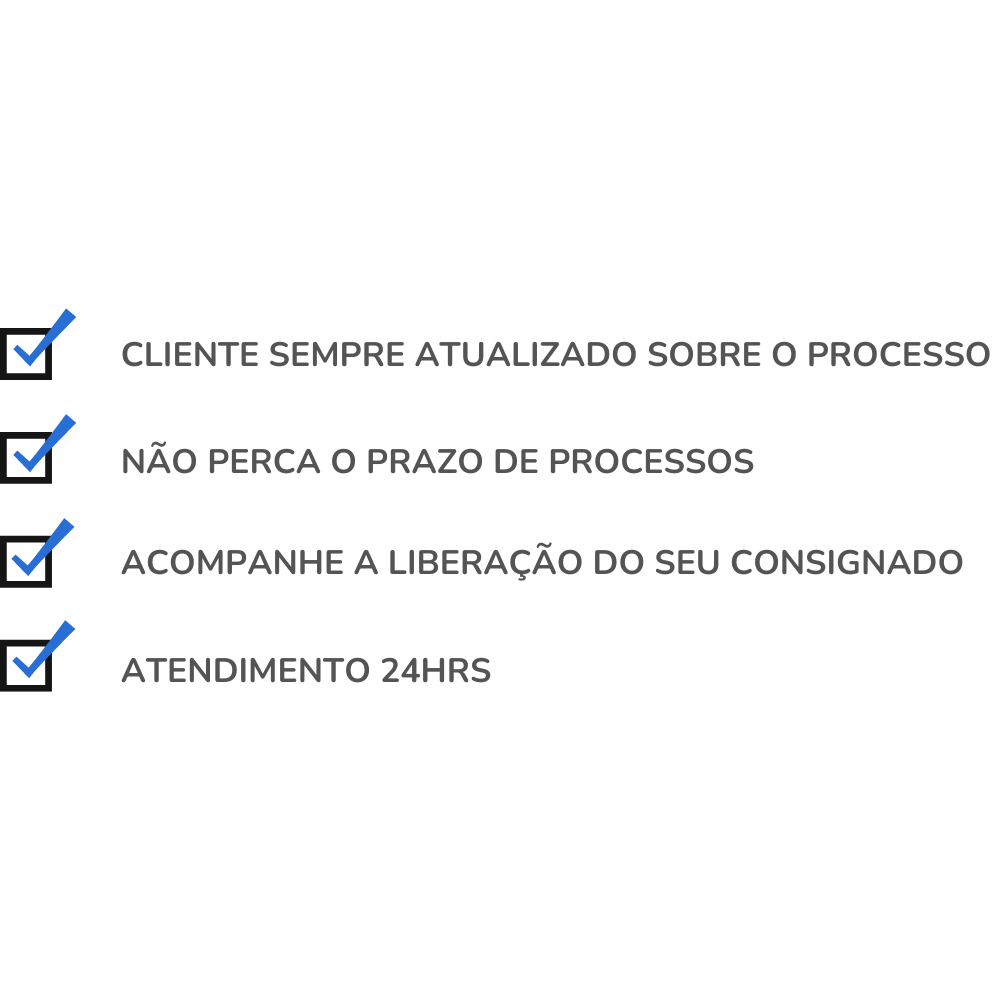 CLIENTE SEMPRE ATUALIZADO SOBRE O PROCESSO
NÃO PERCA O PRAZO DE PROCESSOS
ACOMPANHE A LIBERAÇÃO DO SEU CONSIGNADO
ATENDIMENTO 24HRS